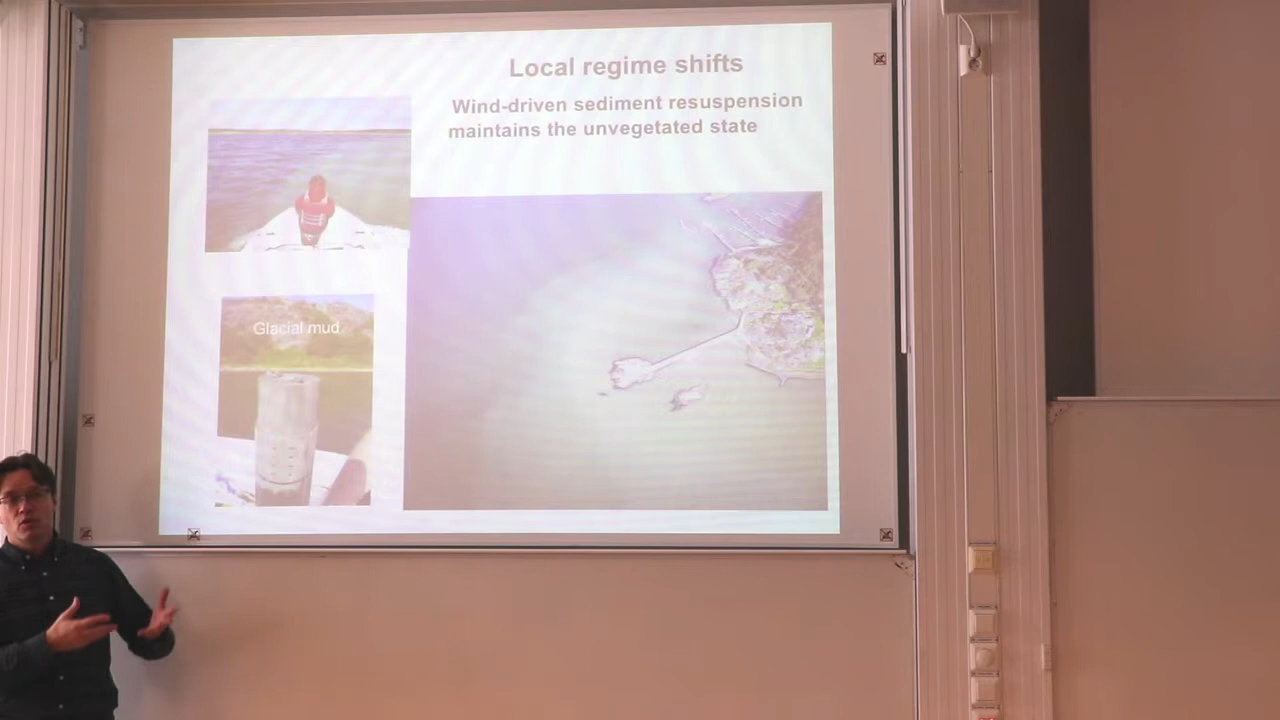 Local regime shifts
Wind-driven sediment resuspension
maintains the unvegetated state
Glacial mud